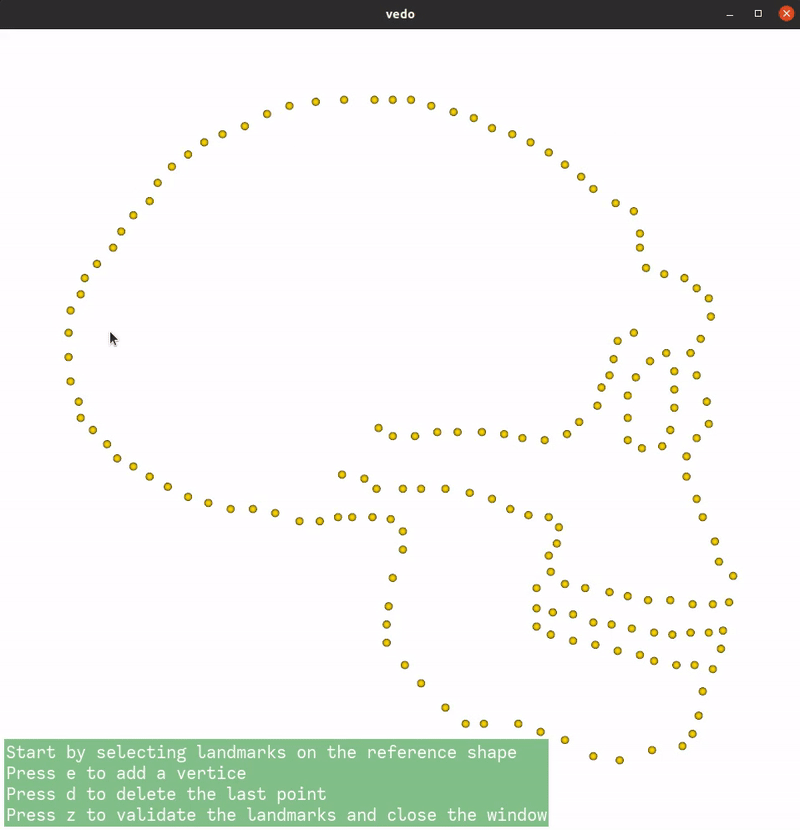 vedo
Start by selecting landmarks on the reference shape
Press e to add a vertice
Press d to delete the last point
Press z to validate the landmarks and close the window